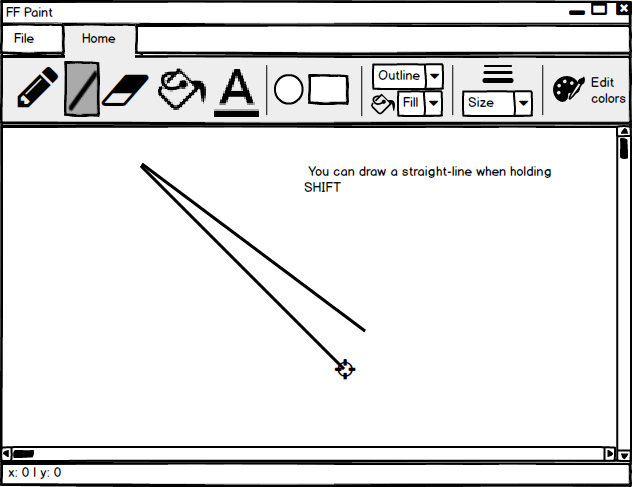 FF Paint
File Home
A
Outline
Fill
Size
Edit
colors
You can draw a straight-line when holding
SHIFT
x: 0 | y: 0